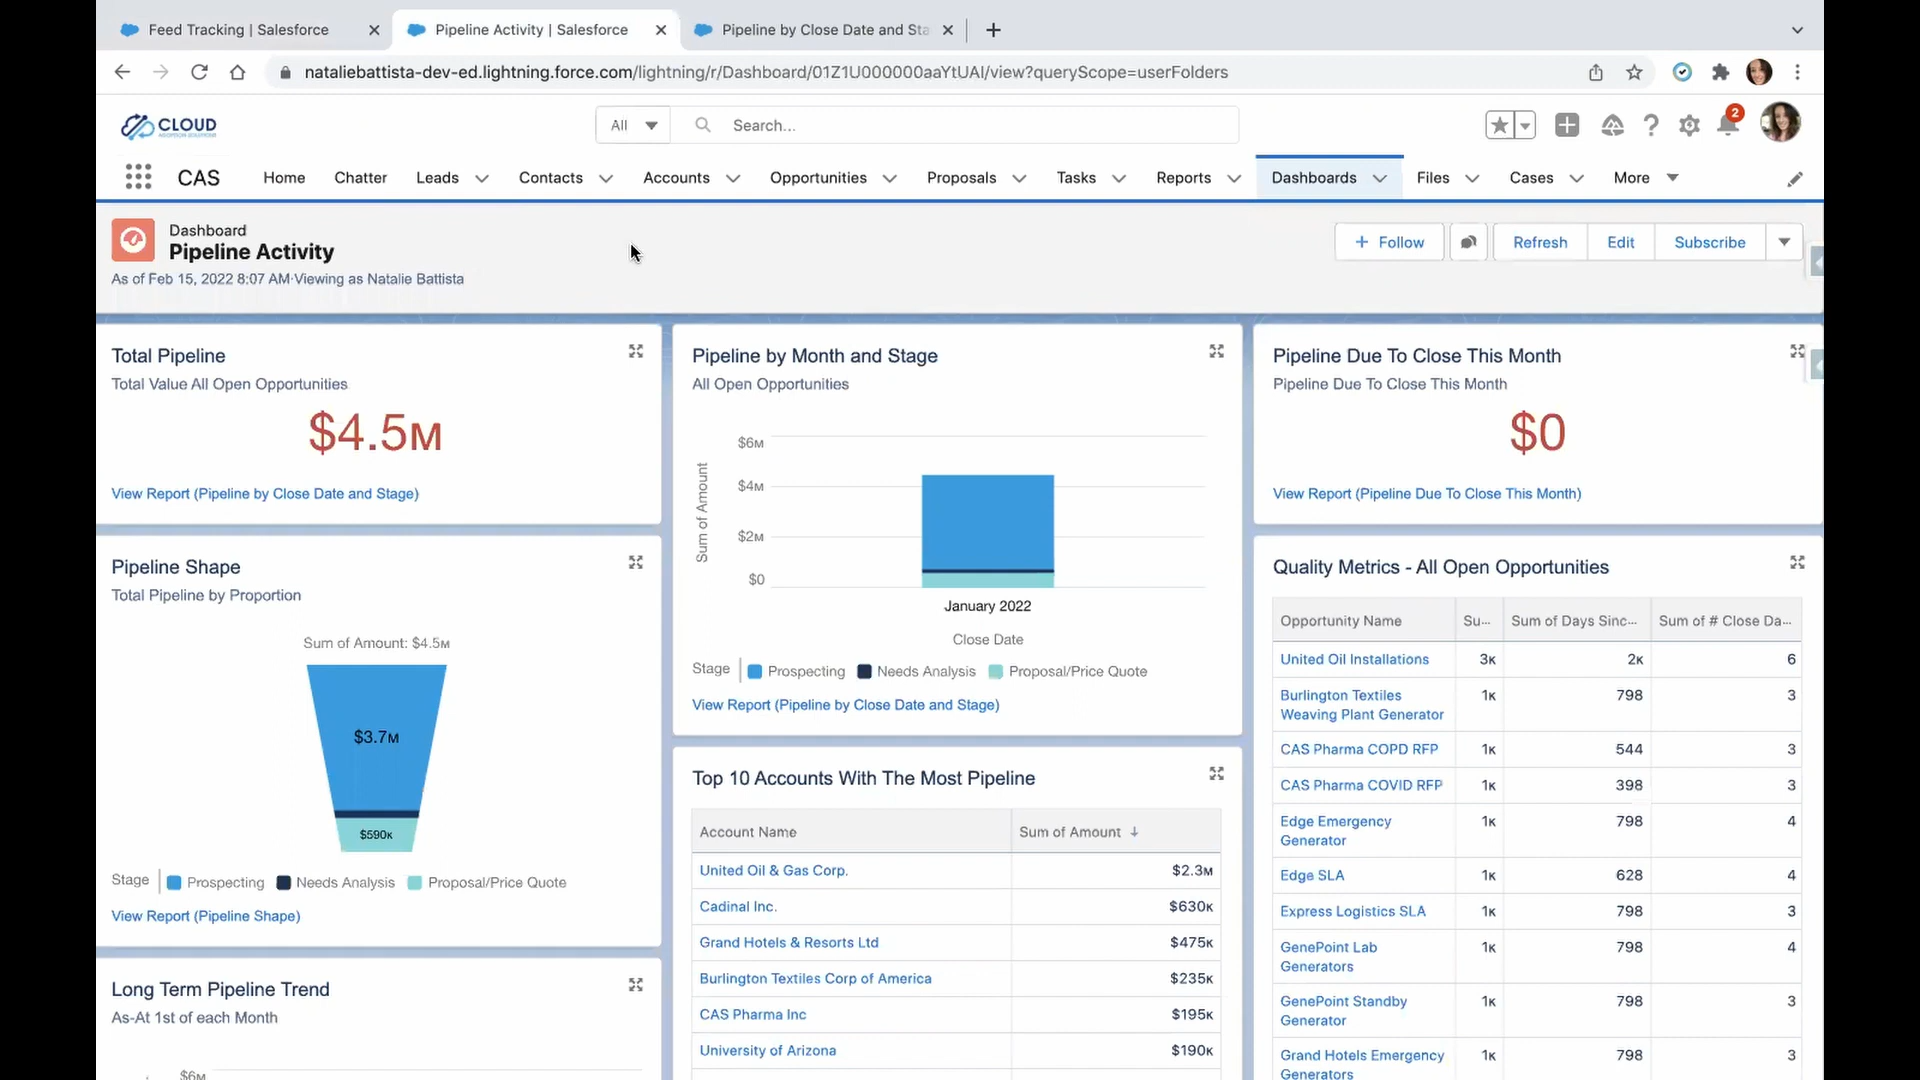 Feed Tracking | Salesforce
Pipeline Activity | Salesforce
Pipeline by Close Date and Sta
nataliebattista-dev-ed.lightning.force.com/lightning/r/Dashboard/01Z1U000000aaYtUAI/view?queryScope=userFolders
CLOUD
All
Search...
2
CAS
Home
Chatter
Leads
Contacts
Accounts
Opportunities
Proposals
Tasks
Reports
Dashboards
Files
Cases
More
Dashboard
Pipeline Activity
As of Feb 15, 2022 8:07 AM·Viewing as Natalie Battista
+ Follow
Refresh
Edit
Subscribe
Total Pipeline
Total Value All Open Opportunities
$4.5M
View Report (Pipeline by Close Date and Stage)
Pipeline Shape
Total Pipeline by Proportion
Sum of Amount: $4.5M
$3.7M
$590K
Stage
Prospecting
Needs Analysis
Proposal/Price Quote
View Report (Pipeline Shape)
Long Term Pipeline Trend
As-At 1st of each Month
$6M
Pipeline by Month and Stage
All Open Opportunities
Sum of Amount
$6M
$4M
$2M
$0
January 2022
Close Date
Stage
Prospecting
Needs Analysis
Proposal/Price Quote
View Report (Pipeline by Close Date and Stage)
Top 10 Accounts With The Most Pipeline
Account Name Sum of Amount ↓
United Oil & Gas Corp. $2.3M
Cadinal Inc. $630K
Grand Hotels & Resorts Ltd $475K
Burlington Textiles Corp of America $235K
CAS Pharma Inc $195K
University of Arizona $190K
Pipeline Due To Close This Month
Pipeline Due To Close This Month
$0
View Report (Pipeline Due To Close This Month)
Quality Metrics - All Open Opportunities
Opportunity Name Su... Sum of Days Sinc... Sum of # Close Da...
United Oil Installations 3K 2K 6
Burlington Textiles 1K 798 3
Weaving Plant Generator
CAS Pharma COPD RFP 1K 544 3
CAS Pharma COVID RFP 1K 398 3
Edge Emergency 1K 798 4
Generator
Edge SLA 1K 628 4
Express Logistics SLA 1K 798 3
GenePoint Lab 1K 798 4
Generators
GenePoint Standby 1K 798 3
Generator
Grand Hotels Emergency 1K 798 3
Generators